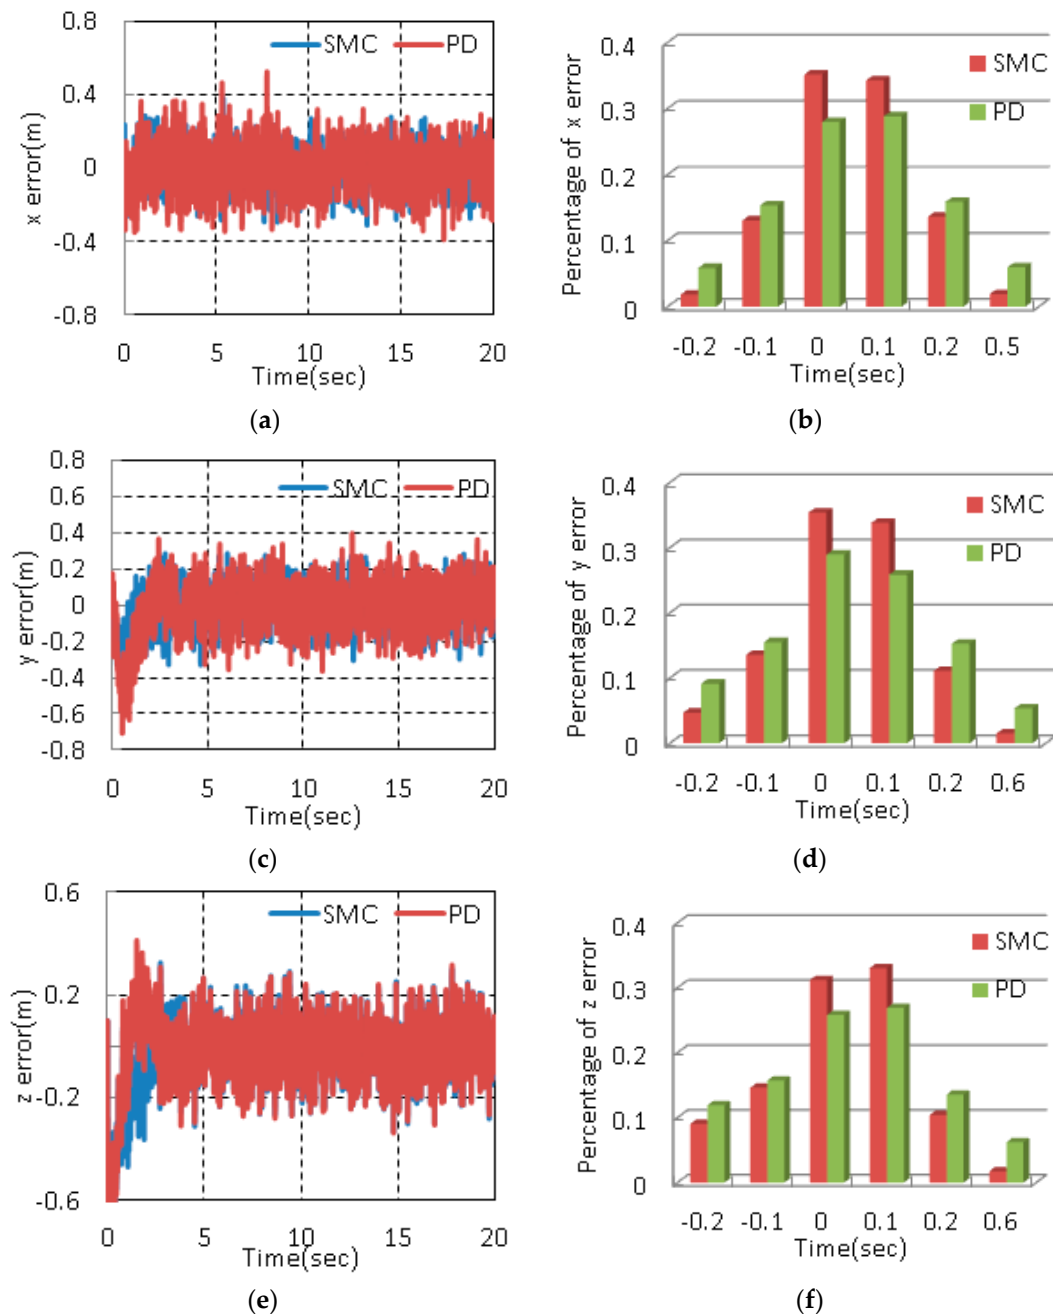 0.8
0.4
0
-0.4
-0.8
x error(m)
SMC PD
0 5 10 15 20
Time(sec)
(a)
0.4
0.3
0.2
0.1
0
Percentage of x error
SMC
PD
-0.2 -0.1 0 0.1 0.2 0.5
Time(sec)
(b)
0.8
0.6
0.4
0.2
0
-0.2
-0.4
-0.6
-0.8
y error(m)
SMC PD
0 5 10 15 20
Time(sec)
(c)
0.4
0.3
0.2
0.1
0
Percentage of y error
SMC
PD
-0.2 -0.1 0 0.1 0.2 0.6
Time(sec)
(d)
0.6
0.2
-0.2
-0.6
z error(m)
SMC PD
0 5 10 15 20
Time(sec)
(e)
0.4
0.3
0.2
0.1
0
Percentage of z error
SMC
PD
-0.2 -0.1 0 0.1 0.2 0.6
Time(sec)
(f)